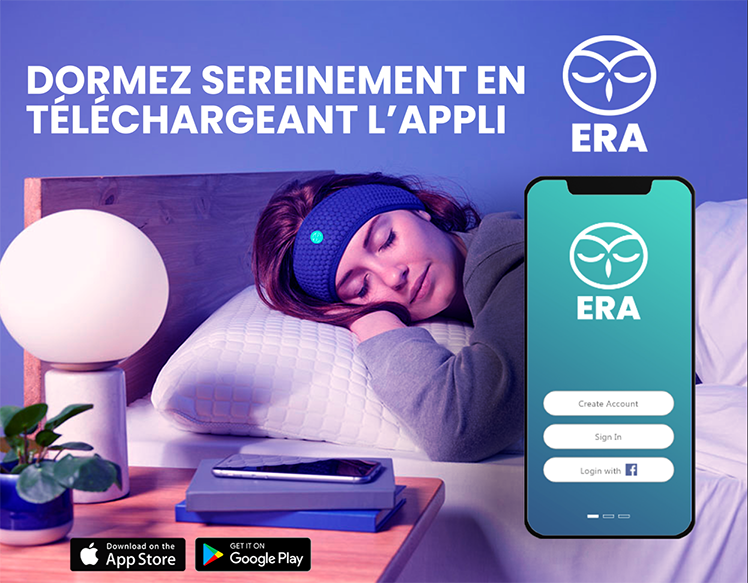 DORMEZ SEREINEMENT EN
TÉLÉCHARGEANT L'APPLI
ERA
ERA
Create Account
Sign In
Login with f
Download on the
App Store
GET IT ON
Google Play